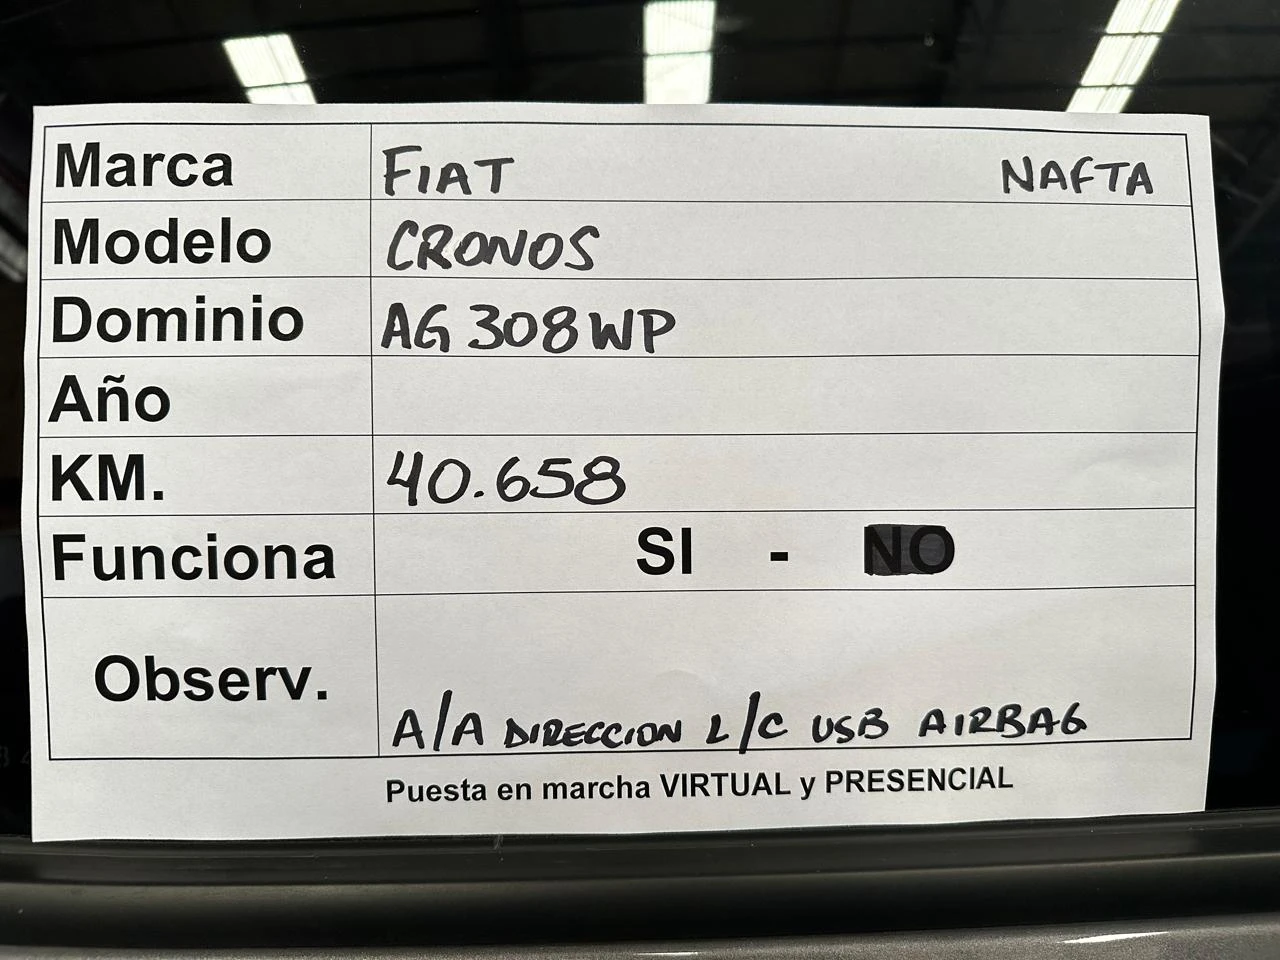 Marca FIAT NAFTA
Modelo CRONOS
Dominio AG 308 WP
Año
KM. 40.658
Funciona SI - NO
Observ.
A/A DIRECCION L/C USB AIRBAG
Puesta en marcha VIRTUAL y PRESENCIAL